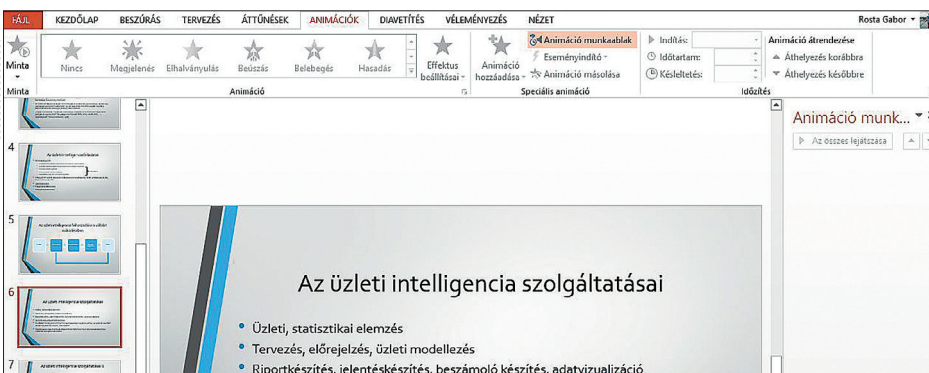 FÁJL KEZDŐLAP BESZÚRÁS TERVEZÉS ÁTTŰNÉSEK ANIMÁCIÓK DIAVETÍTÉS VÉLEMÉNYEZÉS NÉZET Rosta Gabor
Minta Nincs Megjelenés Elhalványulás Beúszás Belebegés Hasadás Effektus beállításai Animáció hozzáadása
Animáció munkaablak
Eseményindító
Animáció másolása
Indítás:
Időtartam:
Késleltetés:
Animáció átrendezése
Áthelyezés korábbra
Áthelyezés későbbre
Minta Animáció Speciális animáció Időzítés
Animáció munk...
Az összes lejátszása
4
5
6
7
Az üzleti intelligencia szolgáltatásai
• Üzleti, statisztikai elemzés
• Tervezés, előrejelzés, üzleti modellezés
• Riportkészítés, jelentéskészítés, beszámoló készítés, adatvizualizáció